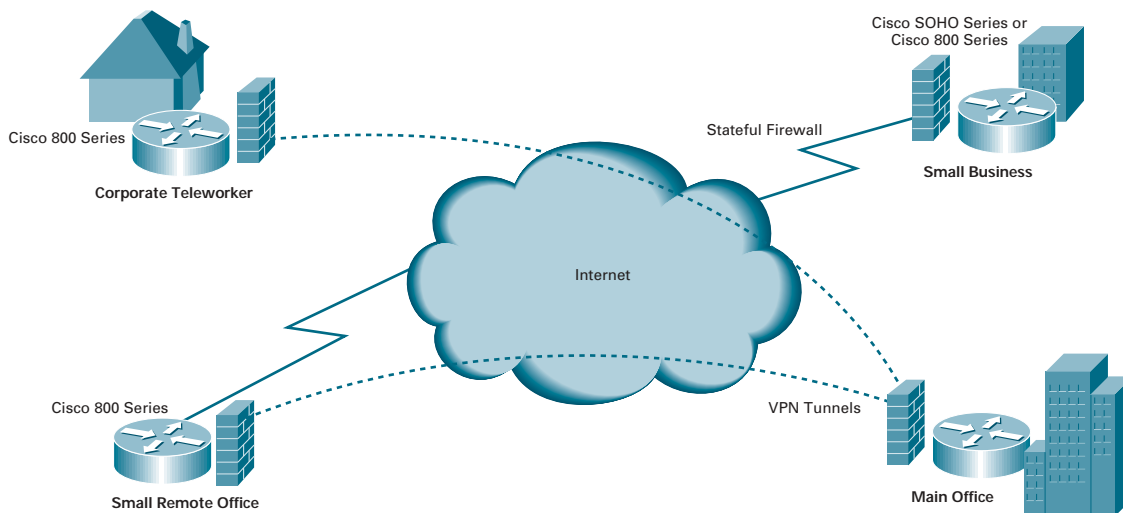 Cisco SOHO Series or
Cisco 800 Series
Cisco 800 Series
Stateful Firewall
Corporate Teleworker
Small Business
Internet
Cisco 800 Series
VPN Tunnels
Small Remote Office
Main Office